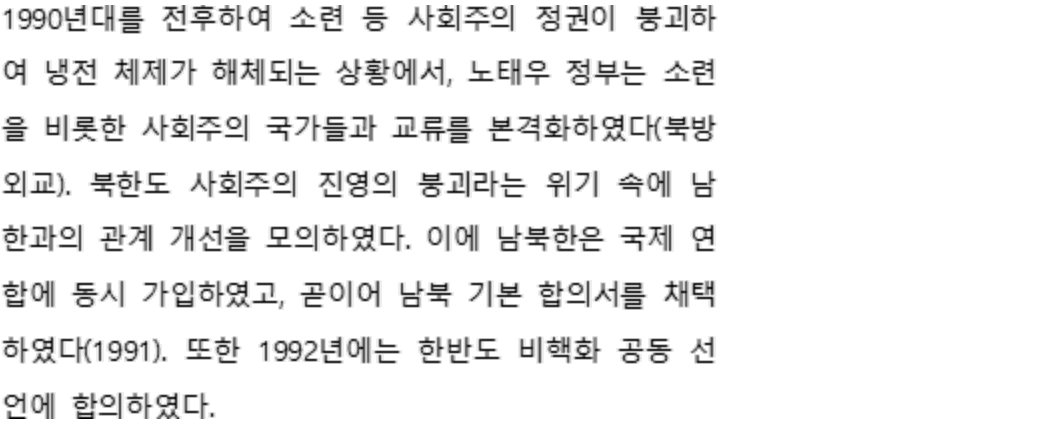 1990년대를 전후하여 소련 등 사회주의 정권이 붕괴하
여 냉전 체제가 해체되는 상황에서, 노태우 정부는 소련
을 비롯한 사회주의 국가들과 교류를 본격화하였다(북방
외교). 북한도 사회주의 진영의 붕괴라는 위기 속에 남
한과의 관계 개선을 모의하였다. 이에 남북한은 국제 연
합에 동시 가입하였고, 곧이어 남북 기본 합의서를 채택
하였다(1991). 또한 1992년에는 한반도 비핵화 공동 선
언에 합의하였다.